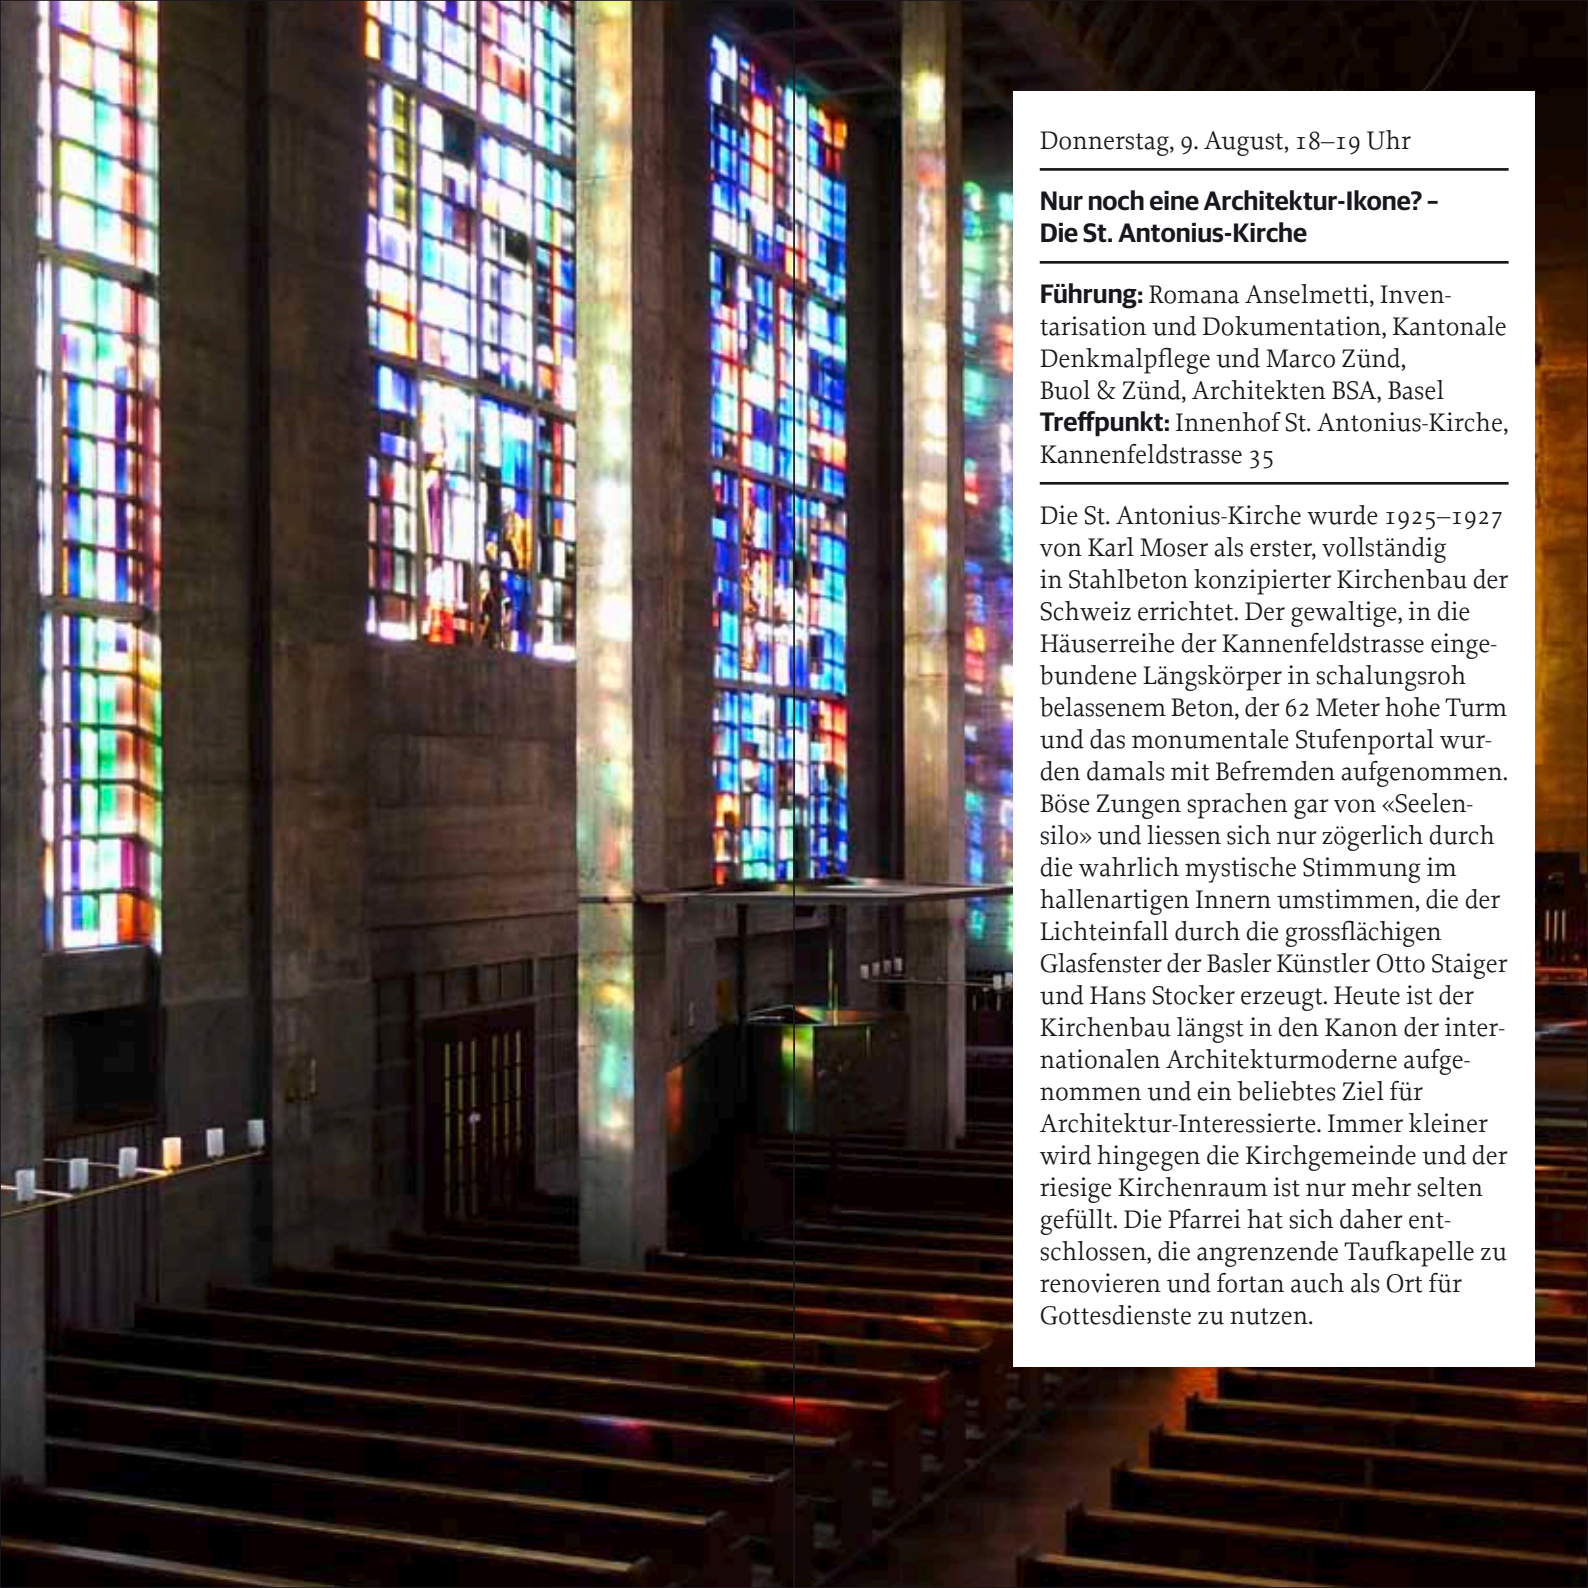 Donnerstag, 9. August, 18–19 Uhr
Nur noch eine Architektur-Ikone? –
Die St. Antonius-Kirche
Führung: Romana Anselmetti, Inven-
tarisation und Dokumentation, Kantonale
Denkmalpflege und Marco Zünd,
Buol & Zünd, Architekten BSA, Basel
Treffpunkt: Innenhof St. Antonius-Kirche,
Kannenfeldstrasse 35
Die St. Antonius-Kirche wurde 1925–1927
von Karl Moser als erster, vollständig
in Stahlbeton konzipierter Kirchenbau der
Schweiz errichtet. Der gewaltige, in die
Häuserreihe der Kannenfeldstrasse einge-
bundene Längskörper in schalungsroh
belassenem Beton, der 62 Meter hohe Turm
und das monumentale Stufenportal wur-
den damals mit Befremden aufgenommen.
Böse Zungen sprachen gar von «Seelen-
silo» und liessen sich nur zögerlich durch
die wahrlich mystische Stimmung im
hallenartigen Innern umstimmen, die der
Lichteinfall durch die grossflächigen
Glasfenster der Basler Künstler Otto Staiger
und Hans Stocker erzeugt. Heute ist der
Kirchenbau längst in den Kanon der inter-
nationalen Architekturmoderne aufge-
nommen und ein beliebtes Ziel für
Architektur-Interessierte. Immer kleiner
wird hingegen die Kirchgemeinde und der
riesige Kirchenraum ist nur mehr selten
gefüllt. Die Pfarrei hat sich daher ent-
schlossen, die angrenzende Taufkapelle zu
renovieren und fortan auch als Ort für
Gottesdienste zu nutzen.